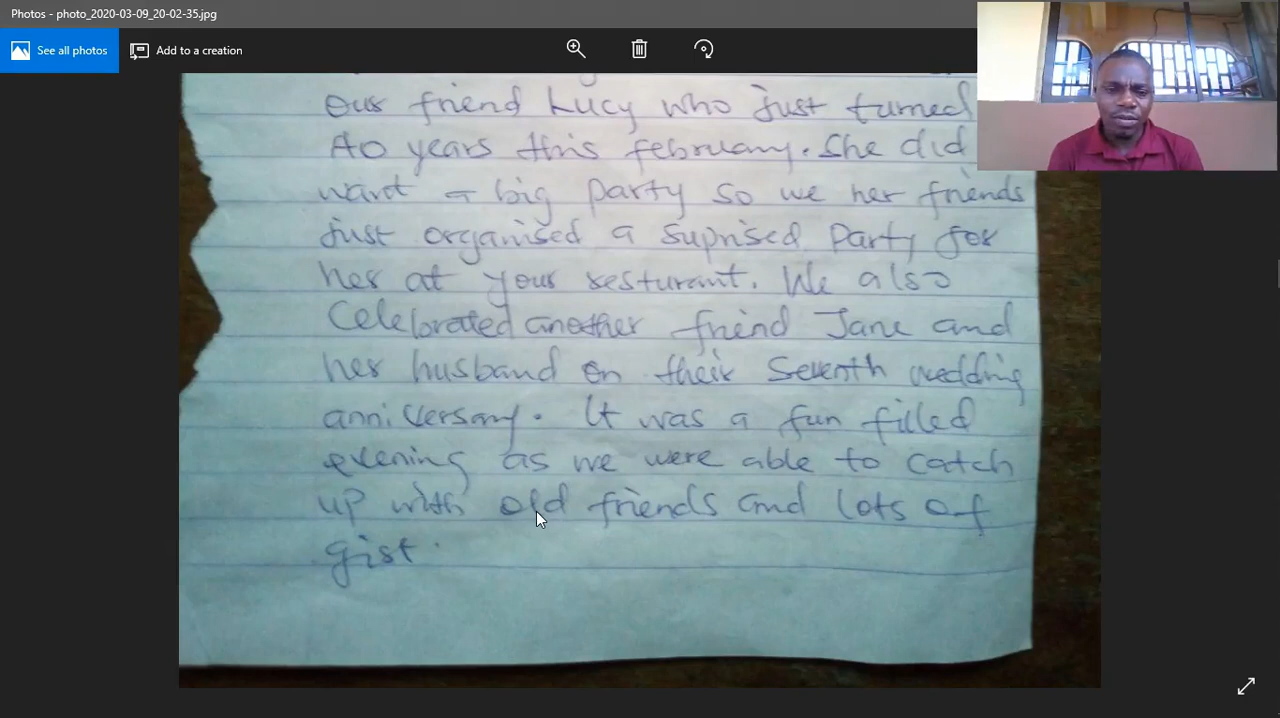 Photos - photo_2020-03-09_20-02-35.jpg
See all photos
Add to a creation
our friend Lucy who just turned
40 years this february. She did
want a big party so we her friends
just organised a suprised party for
her at your resturant. We also
Celebrated another friend Jane and
her husband on their Seventh wedding
anniversary. It was a fun filled
evening as we were able to catch
up with old friends and lots of
gist.